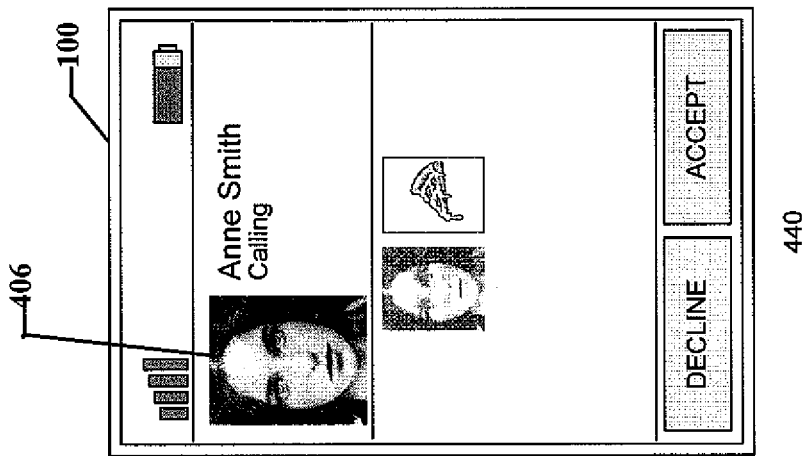 100
406
Anne Smith
Calling
DECLINE
ACCEPT
440